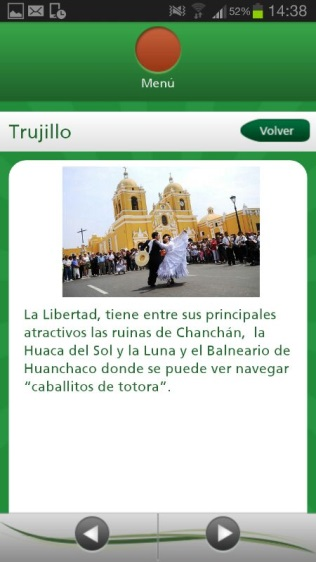 52% 14:38
Menú
Trujillo
Volver
La Libertad, tiene entre sus principales
atractivos las ruinas de Chanchán, la
Huaca del Sol y la Luna y el Balneario de
Huanchaco donde se puede ver navegar
“caballitos de totora”.